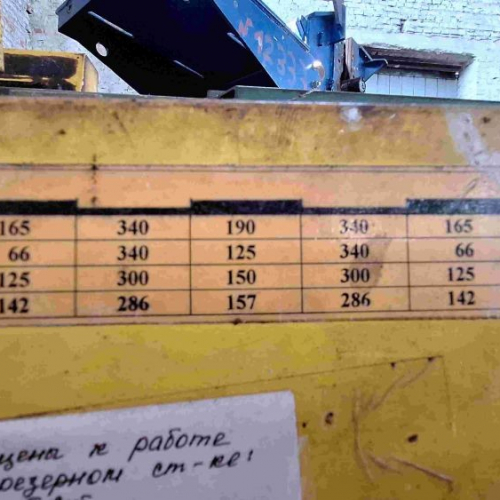 165 340 190 340 165
66 340 125 340 66
125 300 150 300 125
142 286 157 286 142
щена к работе
резерном ст-ке: